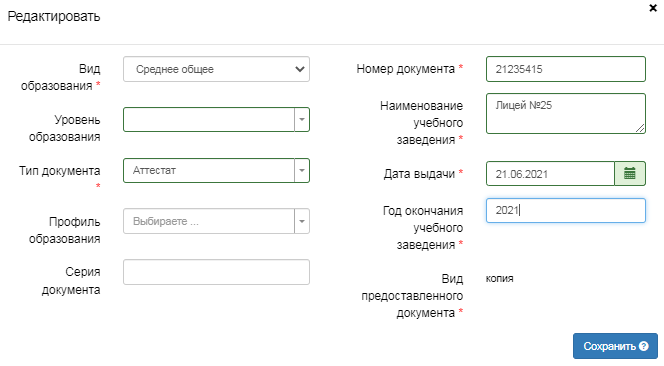 Редактировать
×
Вид
образования *
Среднее общее
Уровень
образования
Тип документа
*
Аттестат
Профиль
образования
Выбираете ...
Серия
документа
Номер документа *
21235415
Наименование
учебного
заведения *
Лицей №25
Дата выдачи *
21.06.2021
Год окончания
учебного
заведения *
2021
Вид
предоставленного
документа *
копия
Сохранить ?